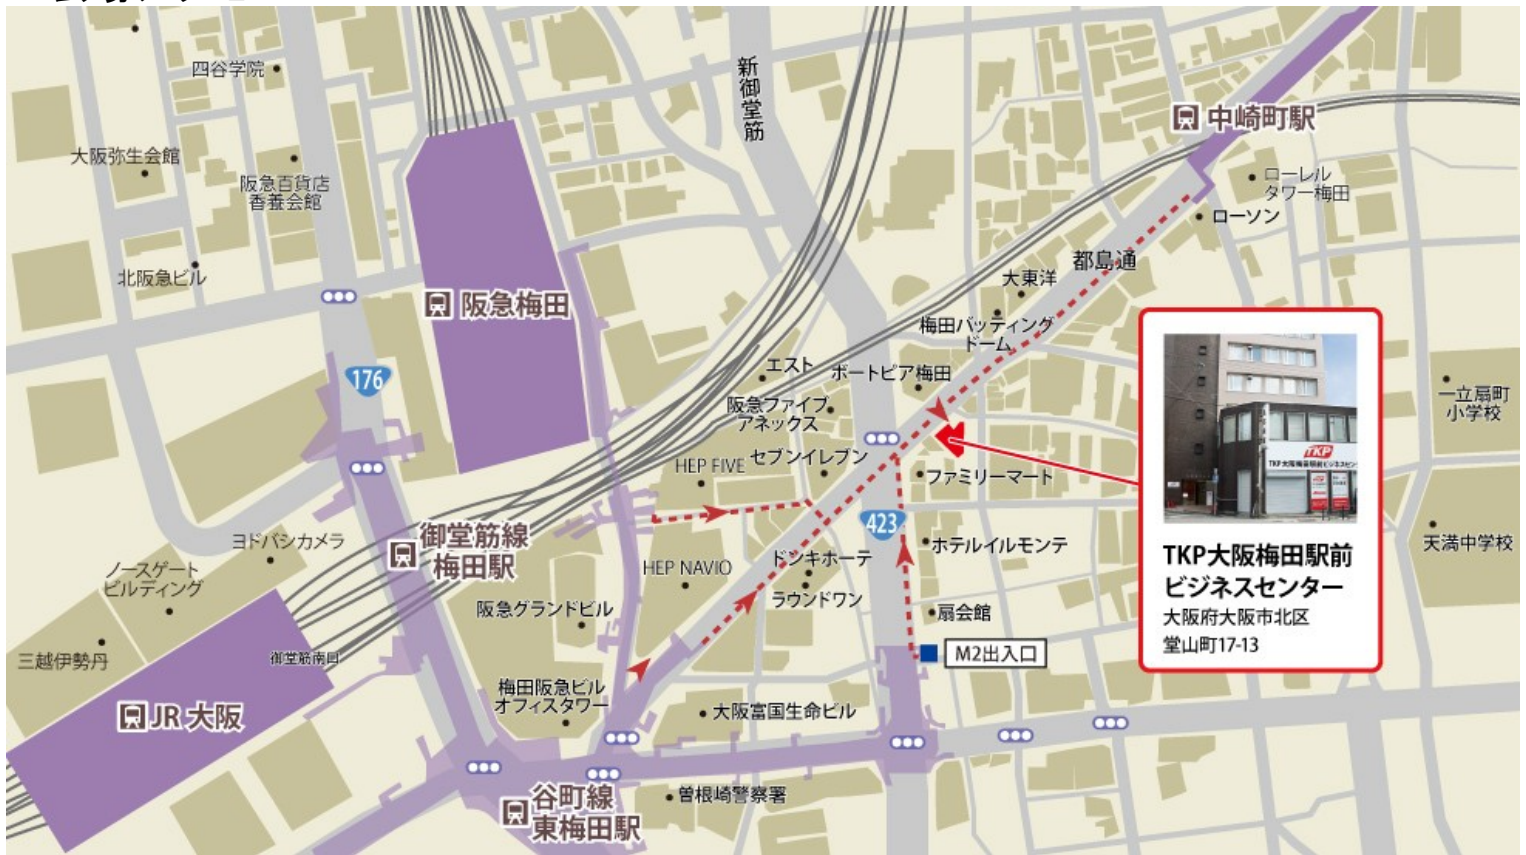 四谷学院
新御堂筋
中崎町駅
大阪弥生会館
阪急百貨店
香養会館
ローレル
タワー梅田
ローソン
都島通
北阪急ビル
大東洋
阪急梅田
梅田バッティング
ドーム
176
エスト
ポートピア梅田
阪急ファイブ
アネックス
一立扇町
小学校
HEP FIVE
セブンイレブン
ファミリーマート
TKP
423
御堂筋線
梅田駅
ヨドバシカメラ
ホテルイルモンテ
天満中学校
ノースゲート
ビルディング
HEP NAVIO
ドンキホーテ
ラウンドワン
TKP大阪梅田駅前
ビジネスセンター
大阪府大阪市北区
堂山町17-13
阪急グランドビル
扇会館
三越伊勢丹
御堂筋南口
M2出入口
梅田阪急ビル
オフィスタワー
大阪富国生命ビル
JR 大阪
曽根崎警察署
谷町線
東梅田駅